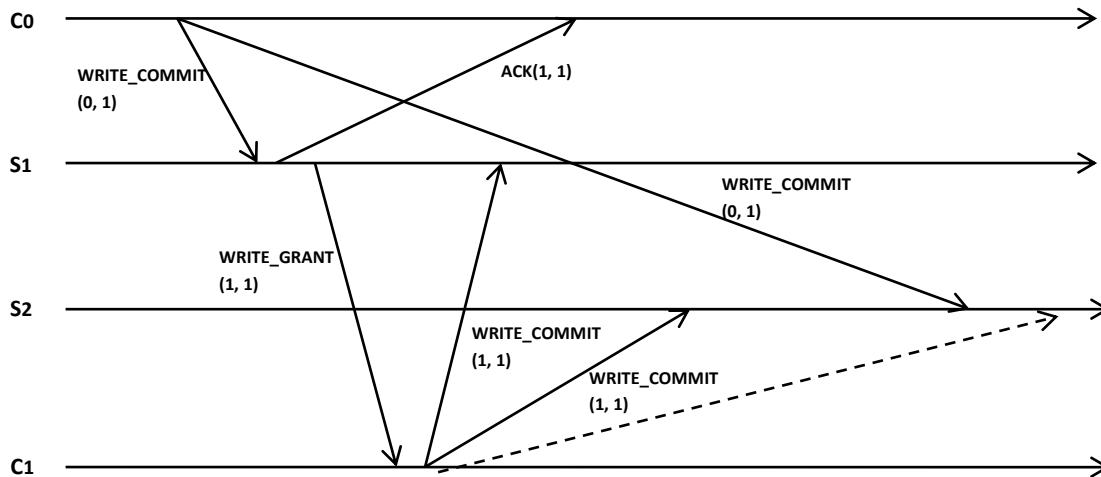 C0
WRITE_COMMIT
(0, 1)
ACK(1, 1)
S1
WRITE_COMMIT
(0, 1)
WRITE_GRANT
(1, 1)
S2
WRITE_COMMIT
(1, 1)
WRITE_COMMIT
(1, 1)
C1